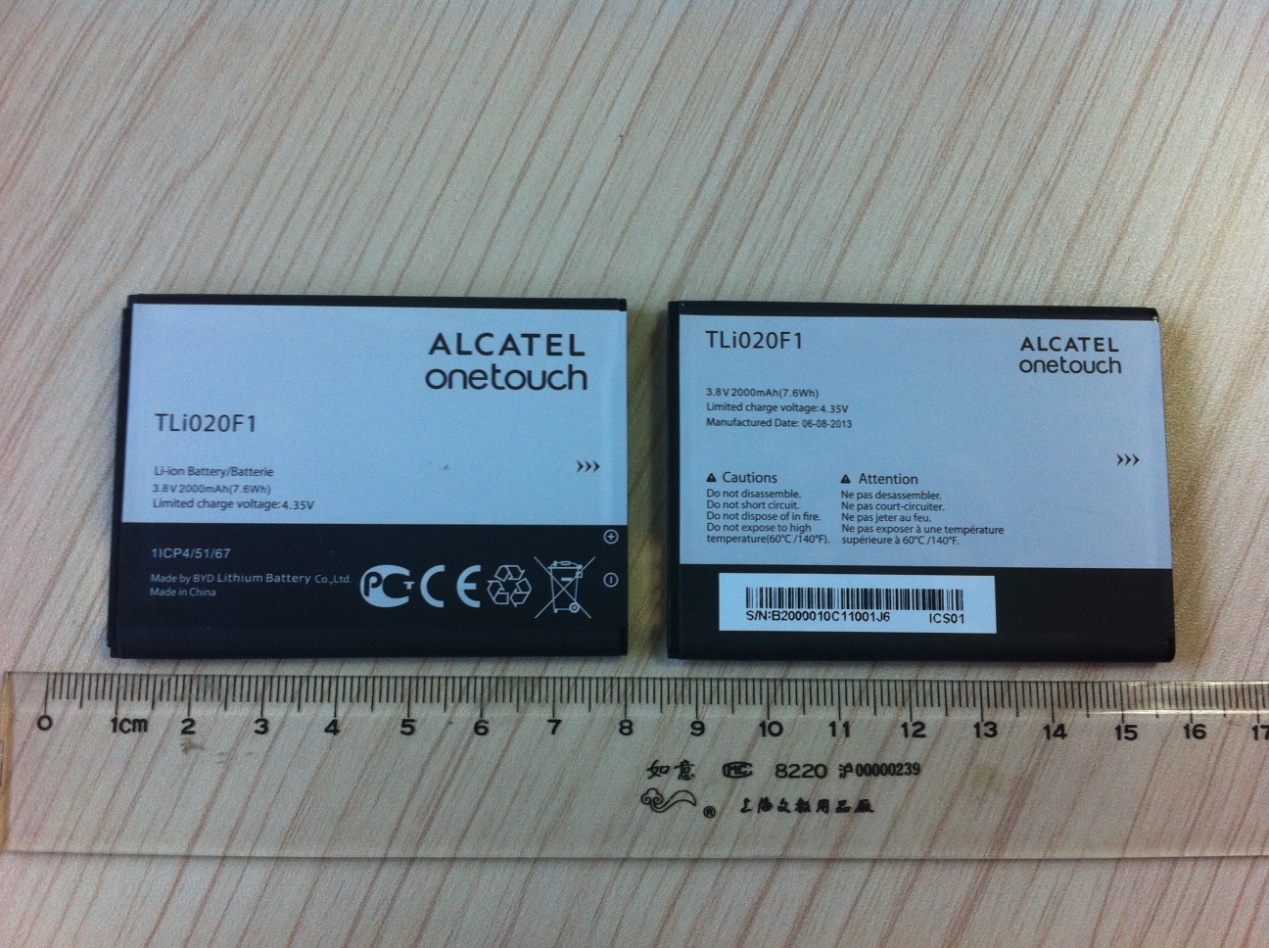 ALCATEL
onetouch
TLi020F1
Li-ion Battery/Batterie
3.8V 2000mAh(7.6Wh)
Limited charge voltage:4.35V
>>>
1ICP4/51/67
Made by BYD Lithium Battery Co.,Ltd.
Made in China
PCT CE
TLi020F1
ALCATEL
onetouch
3.8V 2000mAh(7.6Wh)
Limited charge voltage:4.35V
Manufactured Date: 06-08-2013
>>>
Cautions
Do not disassemble.
Do not short circuit.
Do not dispose of in fire.
Do not expose to high
temperature(60°C /140°F).
Attention
Ne pas desassembler.
Ne pas court-circuiter.
Ne pas jeter au feu.
Ne pas exposer à une température
supérieure à 60°C /140°F.
S/N:B2000010C11001J6 ICS01
0 1cm 2 3 4 5 6 7 8 9 10 11 12 13 14 15 16 17
如意 MC 8220 沪00000239
® 上海文教用品厰